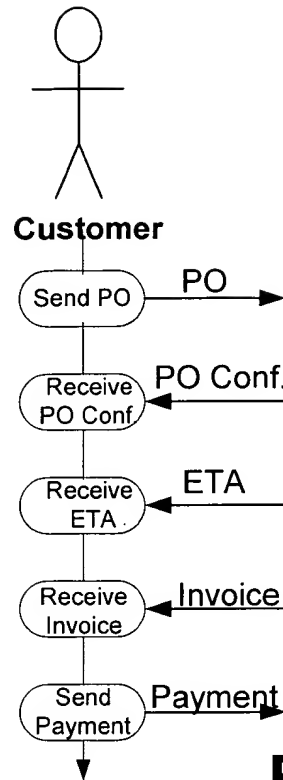 Customer
Send PO
PO
Receive
PO Conf.
PO Conf.
Receive
ETA
ETA
Receive
Invoice
Invoice
Send
Payment
Payment